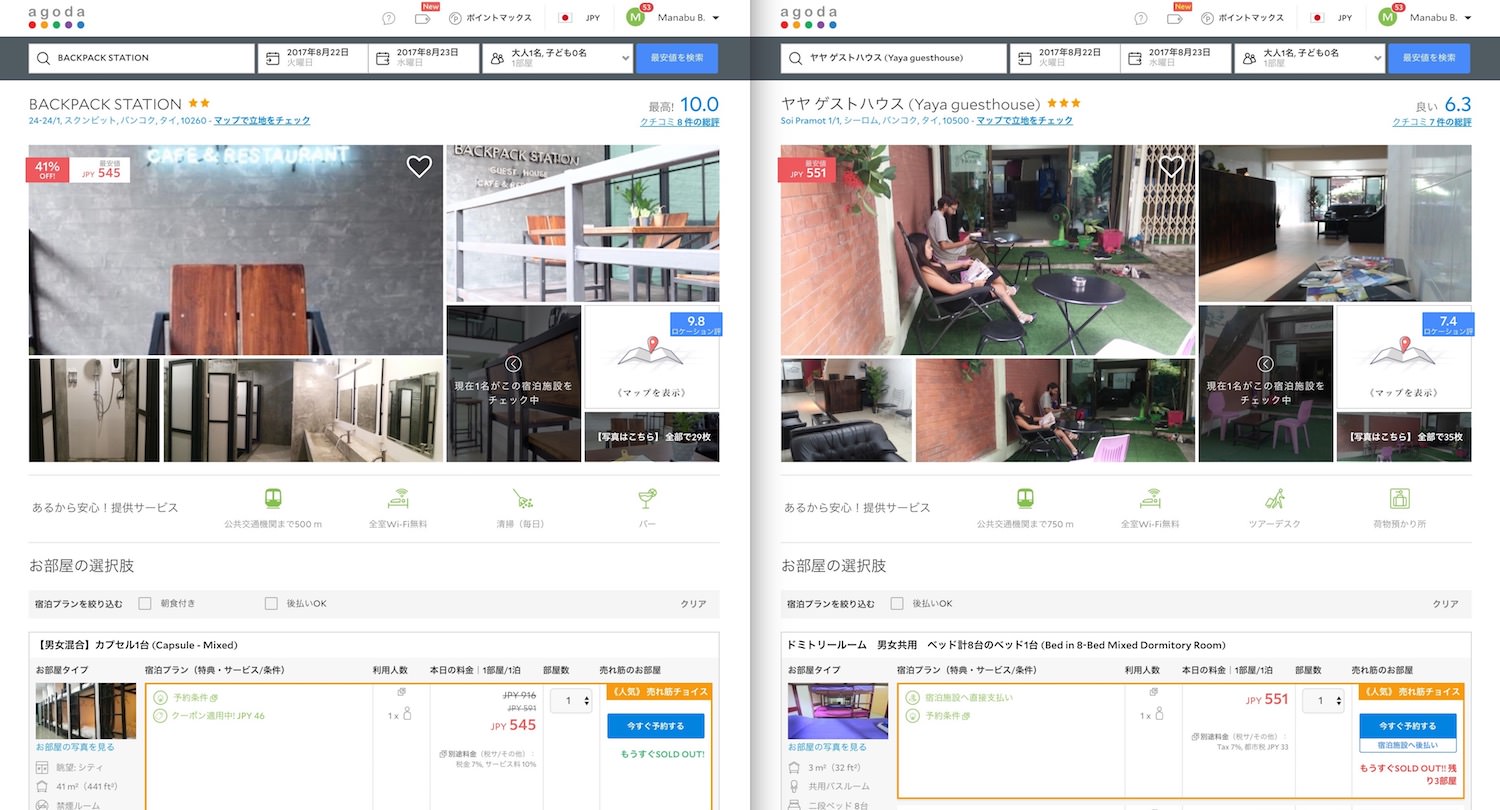 agoda
New
ポイントマックス
JPY
M
53
Manabu B.
BACKPACK STATION
2017年8月22日
火曜日
2017年8月23日
水曜日
大人1名, 子ども0名
1部屋
最安値を検索
BACKPACK STATION
最高! 10.0
24-24/1, スクンビット, バンコク, タイ, 10260 - マップで立地をチェック
クチコミ 8 件の総評
41%
OFF!
最安値
JPY 545
CAFE & RESTAURANT
BACKPACK STATION
GUEST HOUSE
9.8
ロケーション評
現在1名がこの宿泊施設を
チェック中
《マップを表示》
【写真はこちら】 全部で29枚
あるから安心！提供サービス
公共交通機関まで500 m
全室Wi-Fi無料
清掃（毎日）
バー
お部屋の選択肢
宿泊プランを絞り込む
朝食付き
後払いOK
クリア
【男女混合】カプセル1台 (Capsule - Mixed)
お部屋タイプ
宿泊プラン（特典・サービス/条件）
利用人数
本日の料金｜1部屋/1泊
部屋数
売れ筋のお部屋
お部屋の写真を見る
眺望: シティ
41 m²（441 ft²）
禁煙ルーム
予約条件
クーポン適用中! JPY 46
1 x
JPY 916
JPY 591
JPY 545
別途料金（税サ/その他）:
税金 7%, サービス料 10%
1
《人気》 売れ筋チョイス
今すぐ予約する
もうすぐSOLD OUT!
agoda
New
ポイントマックス
JPY
M
53
Manabu B.
ヤヤ ゲストハウス (Yaya guesthouse)
2017年8月22日
火曜日
2017年8月23日
水曜日
大人1名, 子ども0名
1部屋
最安値を検索
ヤヤ ゲストハウス (Yaya guesthouse)
良い 6.3
Soi Pramot 1/1, シーロム, バンコク, タイ, 10500 - マップで立地をチェック
クチコミ 7 件の総評
最安値
JPY 551
7.4
ロケーション評
現在1名がこの宿泊施設を
チェック中
《マップを表示》
【写真はこちら】 全部で35枚
あるから安心！提供サービス
公共交通機関まで750 m
全室Wi-Fi無料
ツアーデスク
荷物預かり所
お部屋の選択肢
宿泊プランを絞り込む
後払いOK
クリア
ドミトリールーム　男女共用　ベッド計8台のベッド1台 (Bed in 8-Bed Mixed Dormitory Room)
お部屋タイプ
宿泊プラン（特典・サービス/条件）
利用人数
本日の料金｜1部屋/1泊
部屋数
売れ筋のお部屋
お部屋の写真を見る
3 m²（32 ft²）
共用バスルーム
二段ベッド 8台
宿泊施設へ直接支払い
予約条件
1 x
JPY 551
別途料金（税サ/その他）:
Tax 7%, 都市税 JPY 33
1
《人気》 売れ筋チョイス
今すぐ予約する
宿泊施設へ後払い
もうすぐSOLD OUT!! 残
り3部屋